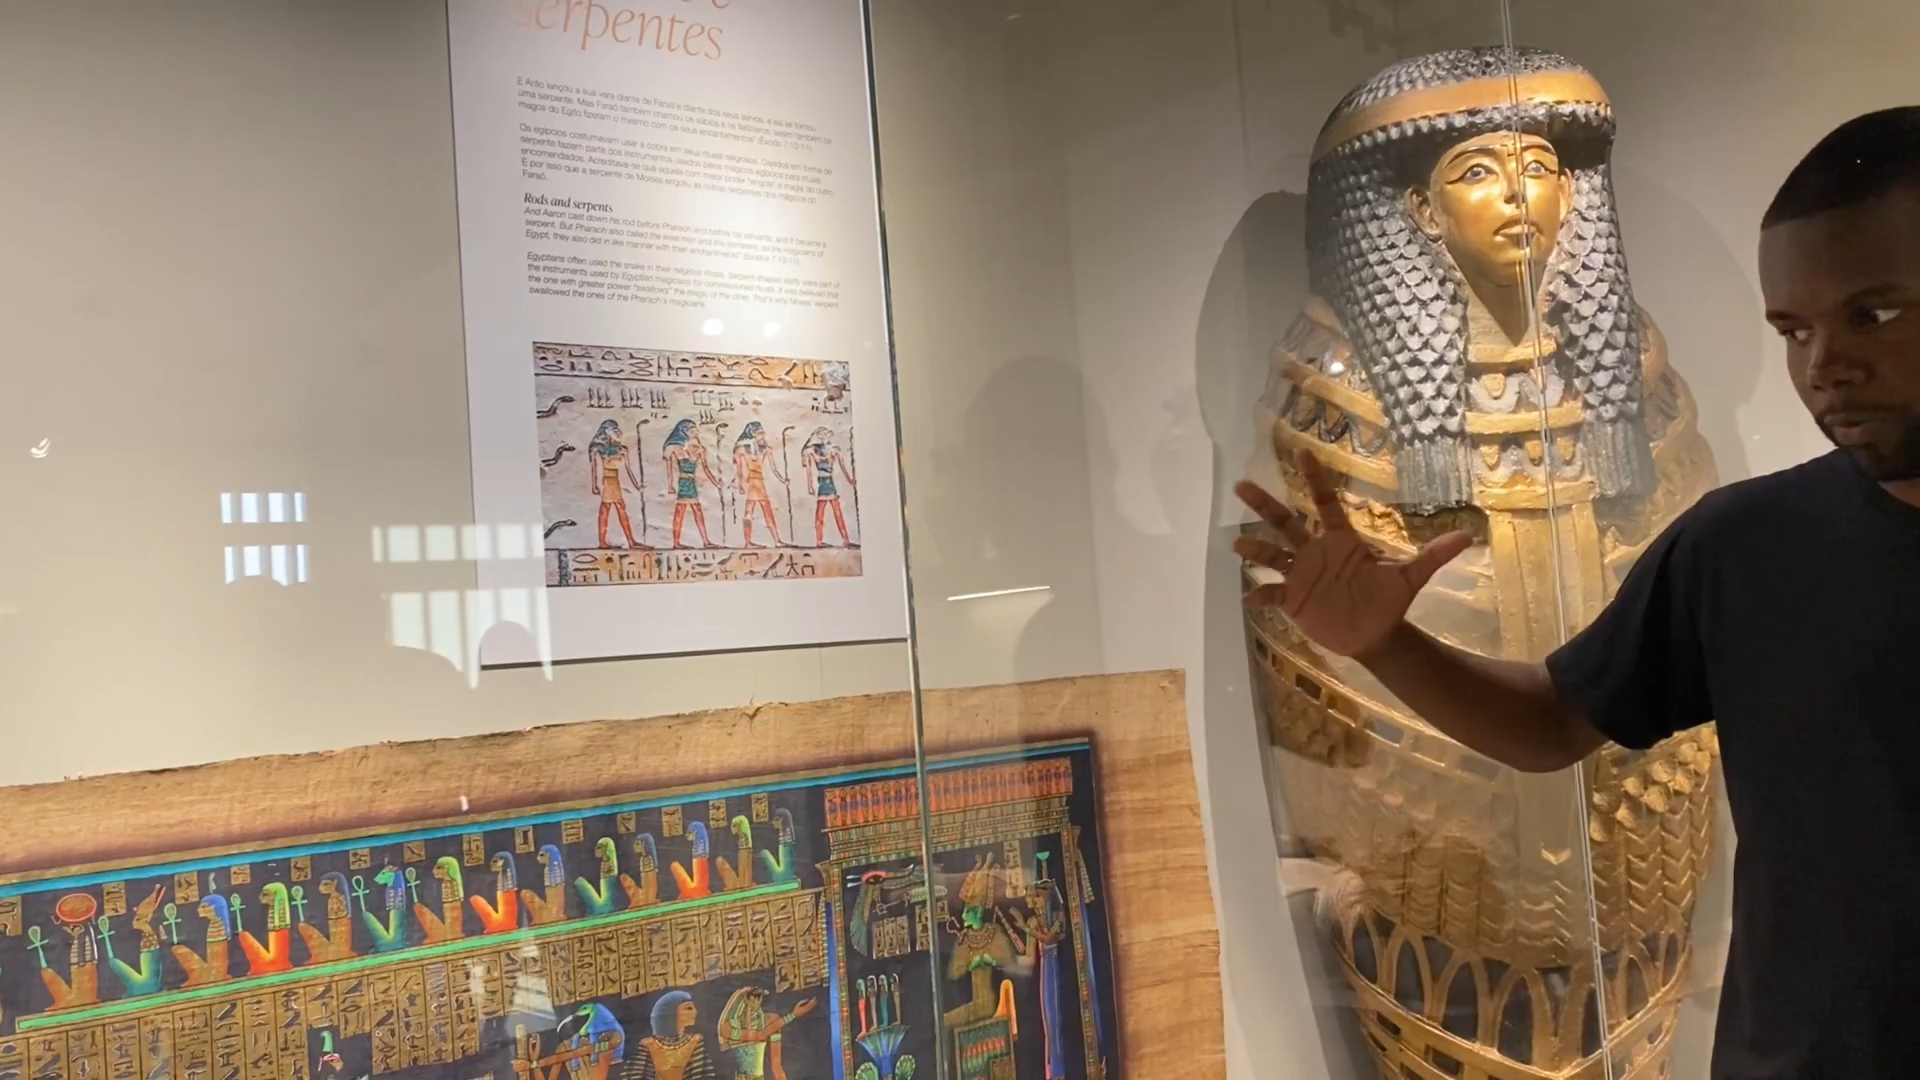 serpentes
E Arão lançou a sua vara diante de Faraó e diante dos seus servos, e ela se tornou
uma serpente. Mas Faraó também chamou os sábios e os feiticeiros; assim também os
magos do Egito fizeram o mesmo com os seus encantamentos" (Êxodo 7.10-11)
Os egípcios costumavam usar a cobra em seus rituais religiosos. Cajados em forma de
serpente faziam parte dos instrumentos usados pelos mágicos egípcios para rituais
encomendados. Acreditava-se que aquele com maior poder "engolia" a magia do outro.
É por isso que a serpente de Moisés engoliu as outras serpentes dos mágicos do
Faraó.
Rods and serpents
And Aaron cast down his rod before Pharaoh and before his servants, and it became a
serpent. But Pharaoh also called the wise men and the sorcerers; so the magicians of
Egypt, they also did in like manner with their enchantments" (Exodus 7:10-11)
Egyptians often used the snake in their religious rituals. Serpent-shaped staffs were part of
the instruments used by Egyptian magicians for commissioned rituals. It was believed that
the one with greater power "swallows" the magic of the other. That's why Moses' serpent
swallowed the ones of the Pharaoh's magicians.